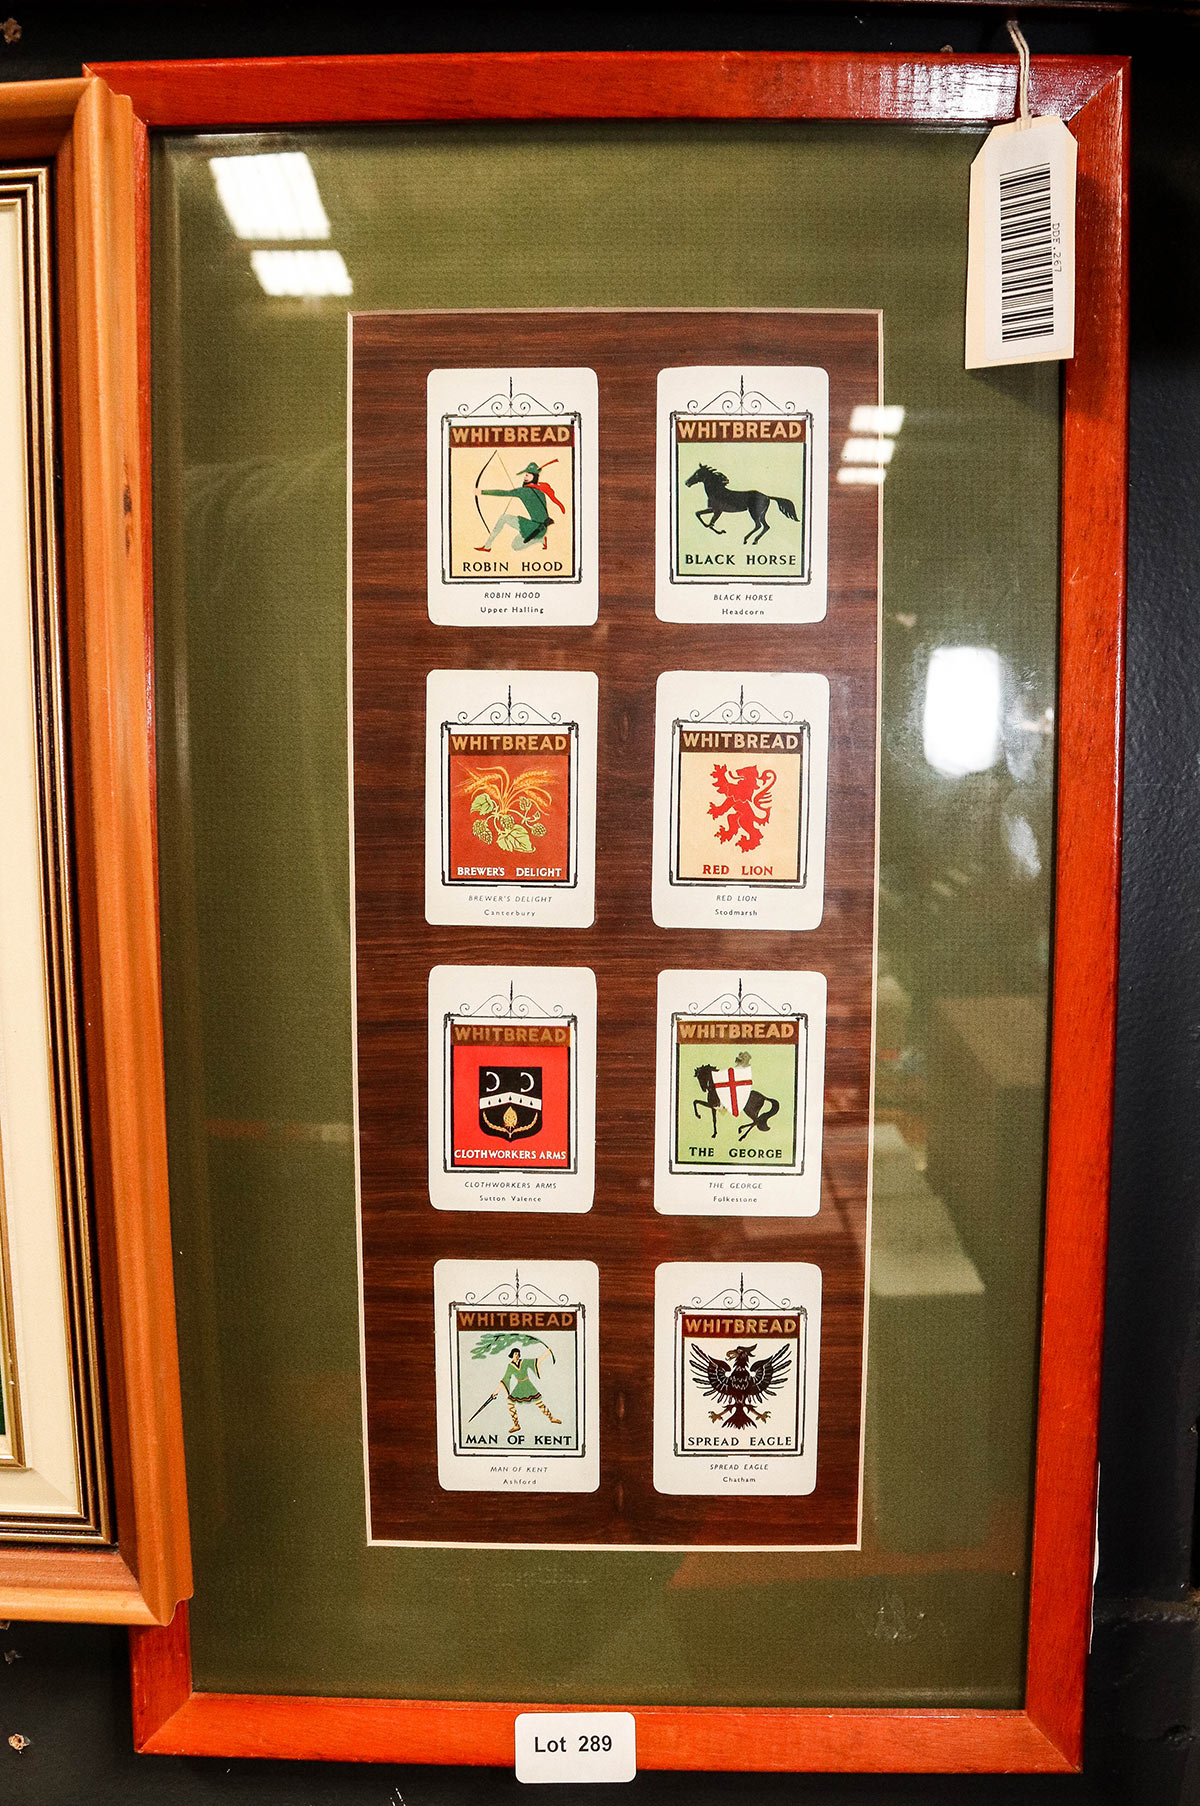 DDF.267
WHITBREAD
ROBIN HOOD
ROBIN HOOD
Upper Halling
WHITBREAD
BLACK HORSE
BLACK HORSE
Headcorn
WHITBREAD
BREWER'S DELIGHT
BREWER'S DELIGHT
Canterbury
WHITBREAD
RED LION
RED LION
Stodmarsh
WHITBREAD
CLOTHWORKERS ARMS
CLOTHWORKERS ARMS
Sutton Valence
WHITBREAD
THE GEORGE
THE GEORGE
Folkestone
WHITBREAD
MAN OF KENT
MAN OF KENT
Ashford
WHITBREAD
SPREAD EAGLE
SPREAD EAGLE
Chatham
Lot 289